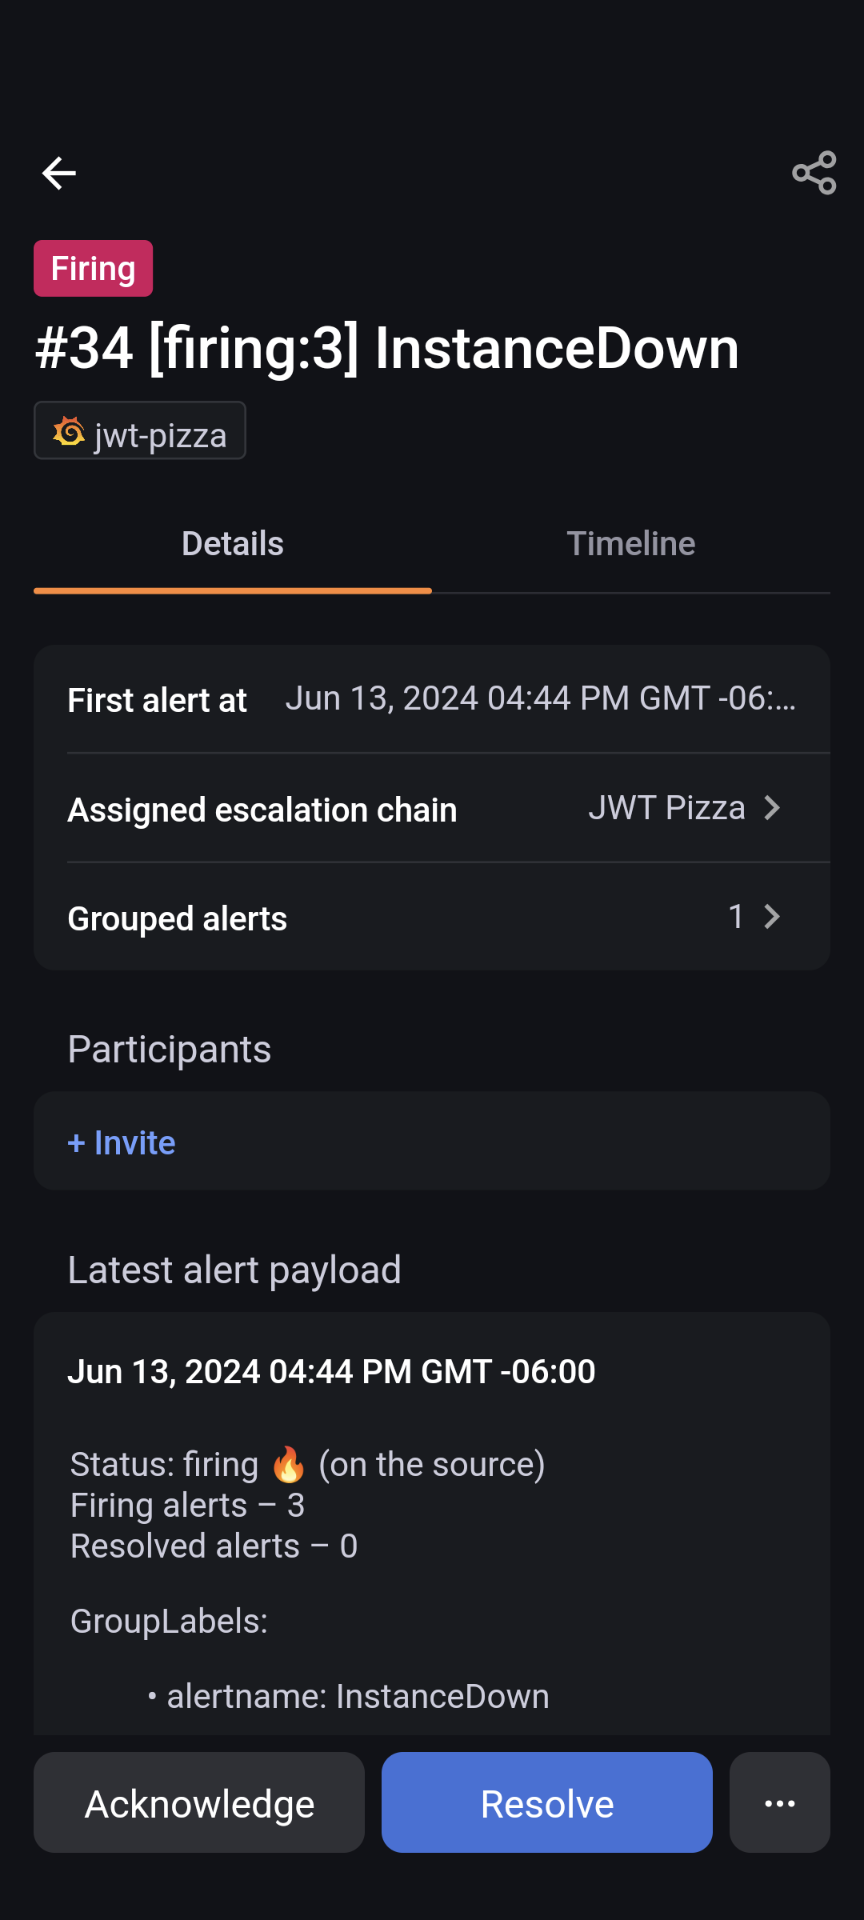 Firing
#34 [firing:3] InstanceDown
jwt-pizza
Details Timeline
First alert at Jun 13, 2024 04:44 PM GMT -06:...
Assigned escalation chain JWT Pizza
Grouped alerts 1
Participants
+ Invite
Latest alert payload
Jun 13, 2024 04:44 PM GMT -06:00
Status: firing 🔥 (on the source)
Firing alerts – 3
Resolved alerts – 0
GroupLabels:
• alertname: InstanceDown
Acknowledge Resolve ...